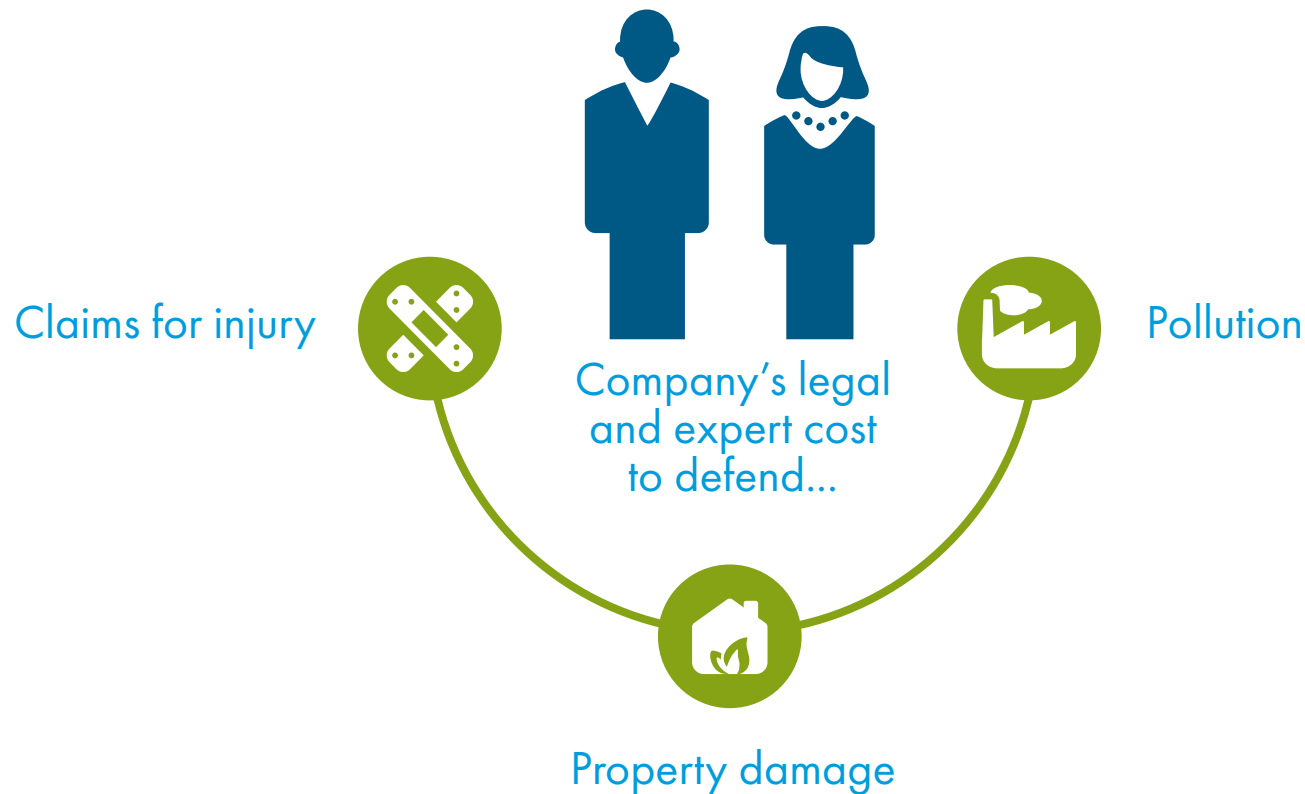 Claims for injury
Pollution
Company’s legal
and expert cost
to defend...
Property damage